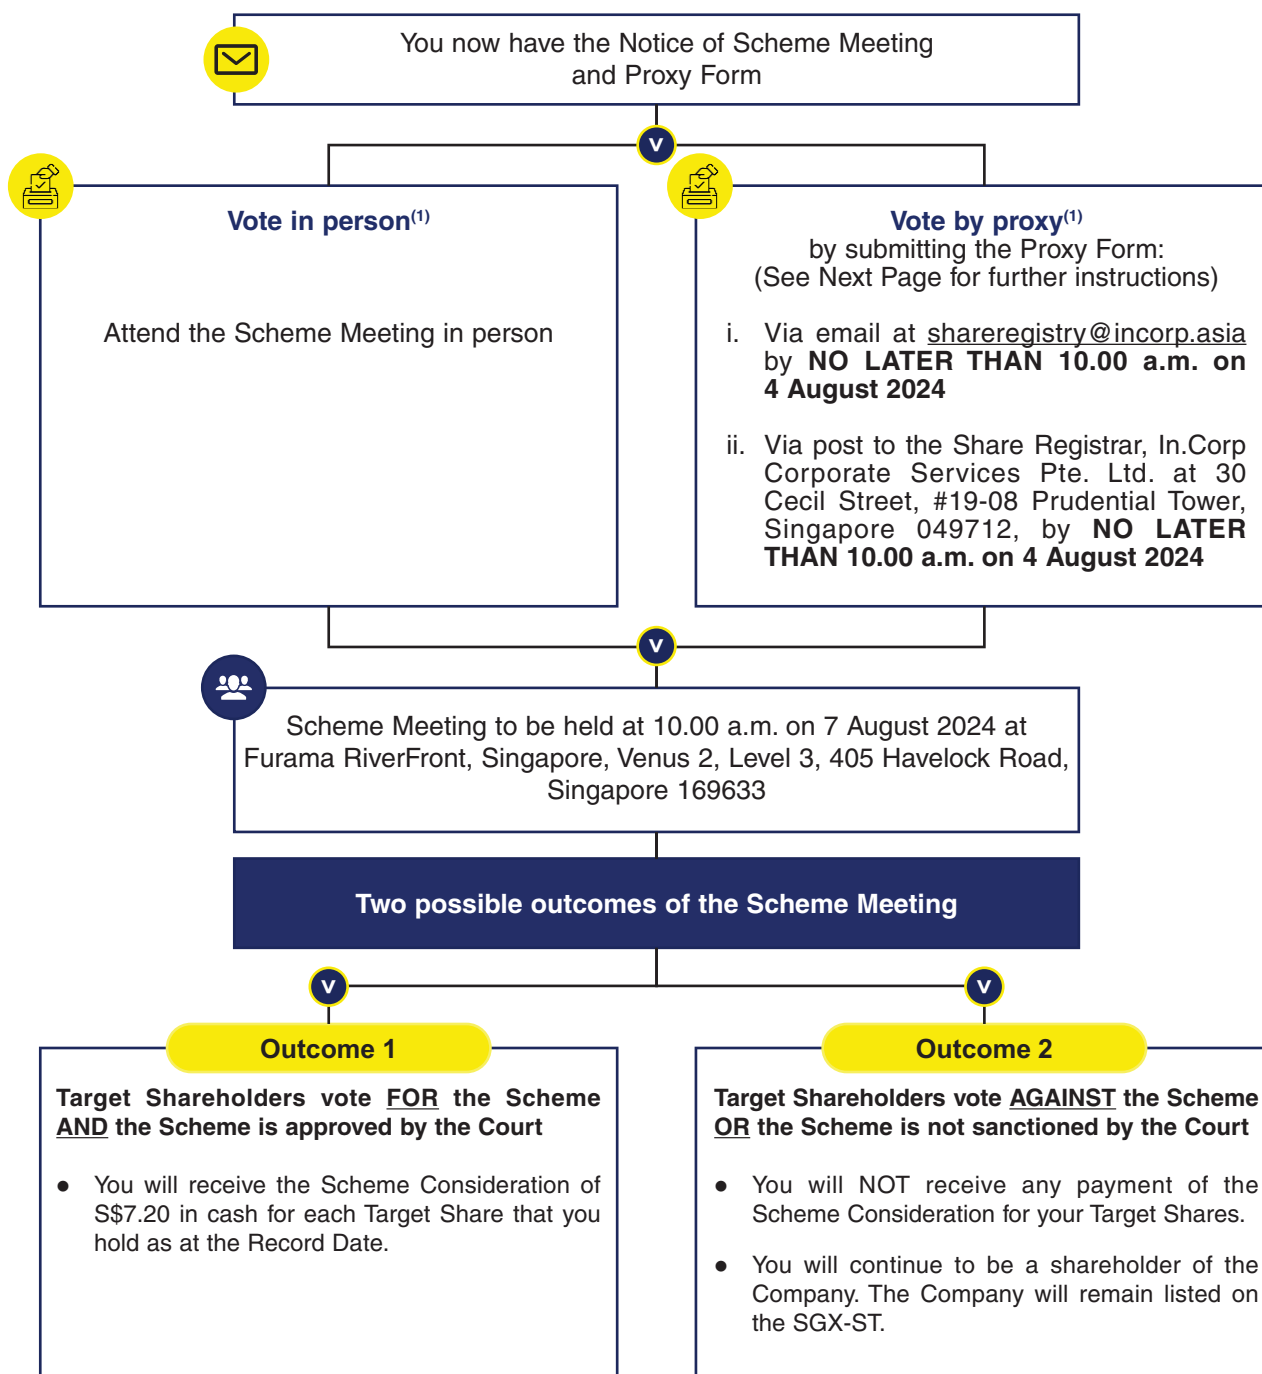 You now have the Notice of Scheme Meeting
and Proxy Form
V
Vote in person(1)
Attend the Scheme Meeting in person
Vote by proxy(1)
by submitting the Proxy Form:
(See Next Page for further instructions)
i. Via email at shareregistry@incorp.asia
by NO LATER THAN 10.00 a.m. on
4 August 2024
ii. Via post to the Share Registrar, In.Corp
Corporate Services Pte. Ltd. at 30
Cecil Street, #19-08 Prudential Tower,
Singapore 049712, by NO LATER
THAN 10.00 a.m. on 4 August 2024
V
Scheme Meeting to be held at 10.00 a.m. on 7 August 2024 at
Furama RiverFront, Singapore, Venus 2, Level 3, 405 Havelock Road,
Singapore 169633
Two possible outcomes of the Scheme Meeting
V
V
Outcome 1
Target Shareholders vote FOR the Scheme
AND the Scheme is approved by the Court
● You will receive the Scheme Consideration of
S$7.20 in cash for each Target Share that you
hold as at the Record Date.
Outcome 2
Target Shareholders vote AGAINST the Scheme
OR the Scheme is not sanctioned by the Court
● You will NOT receive any payment of the
Scheme Consideration for your Target Shares.
● You will continue to be a shareholder of the
Company. The Company will remain listed on
the SGX-ST.